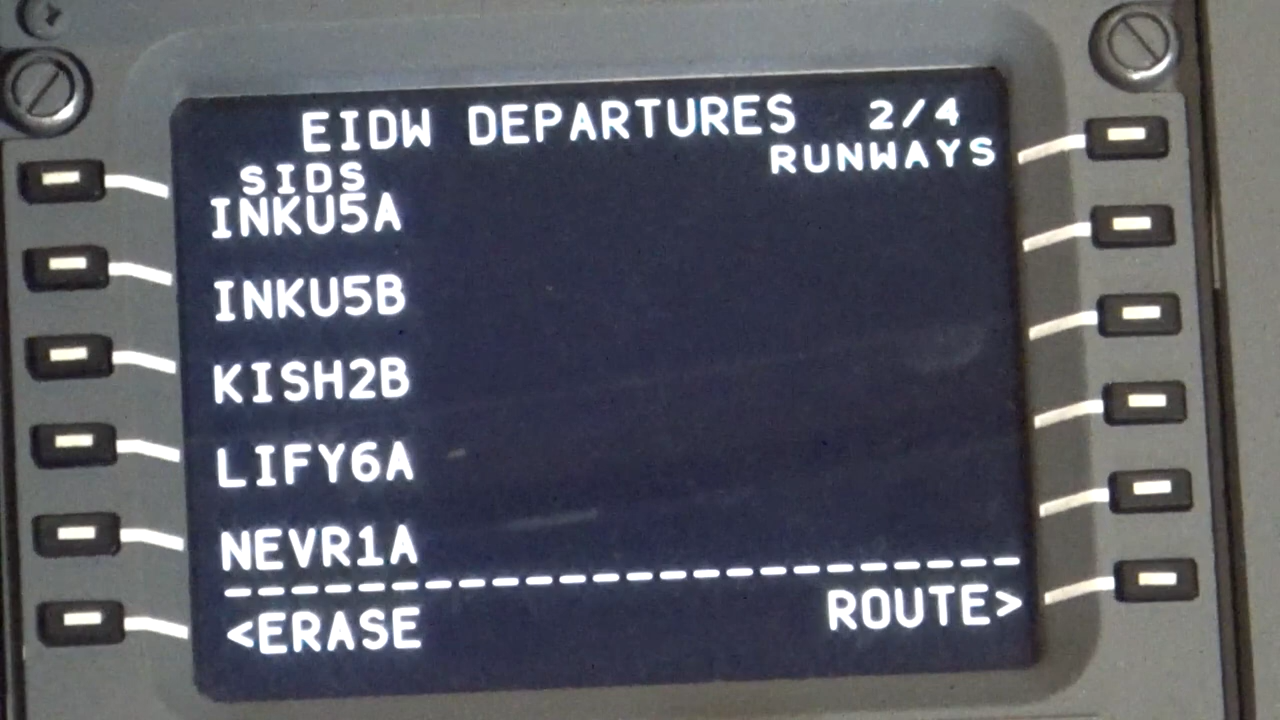 EIDW DEPARTURES 2/4
SIDS RUNWAYS
INKU5A
INKU5B
KISH2B
LIFY6A
NEVR1A
------------------------
<ERASE ROUTE>